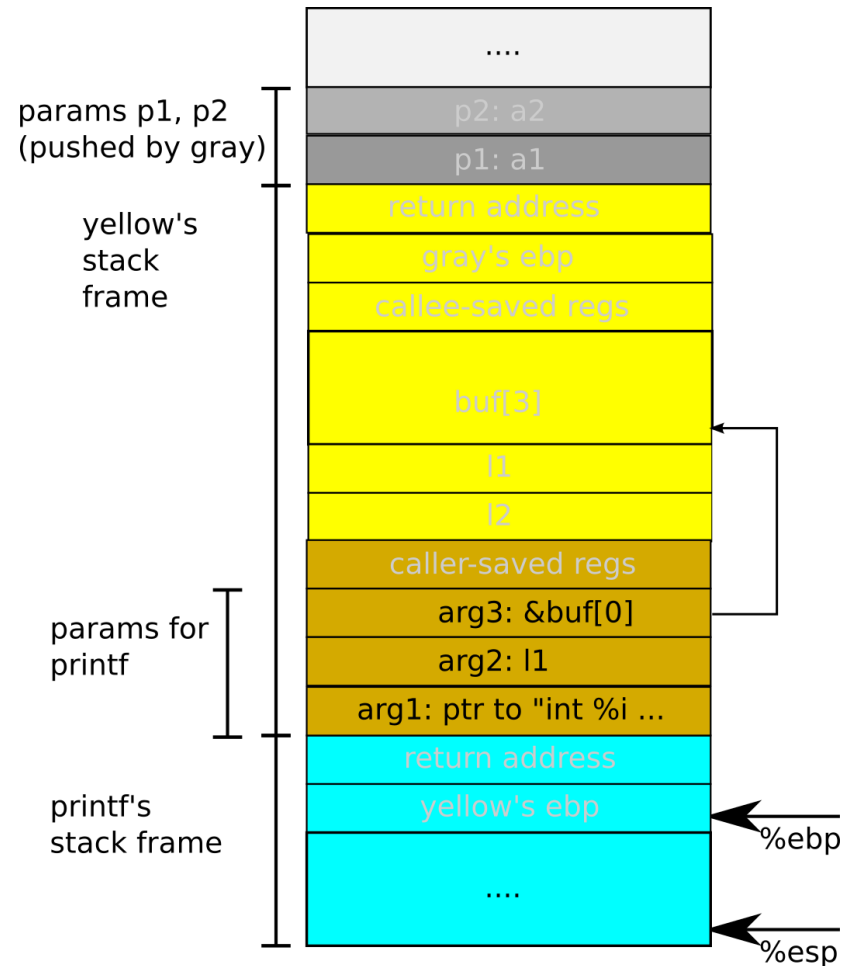 ....
params p1, p2
(pushed by gray)
p2: a2
p1: a1
yellow's
stack
frame
return address
gray's ebp
callee-saved regs
buf[3]
l1
l2
caller-saved regs
params for
printf
arg3: &buf[0]
arg2: l1
arg1: ptr to "int %i ...
printf's
stack frame
return address
yellow's ebp
%ebp
....
%esp